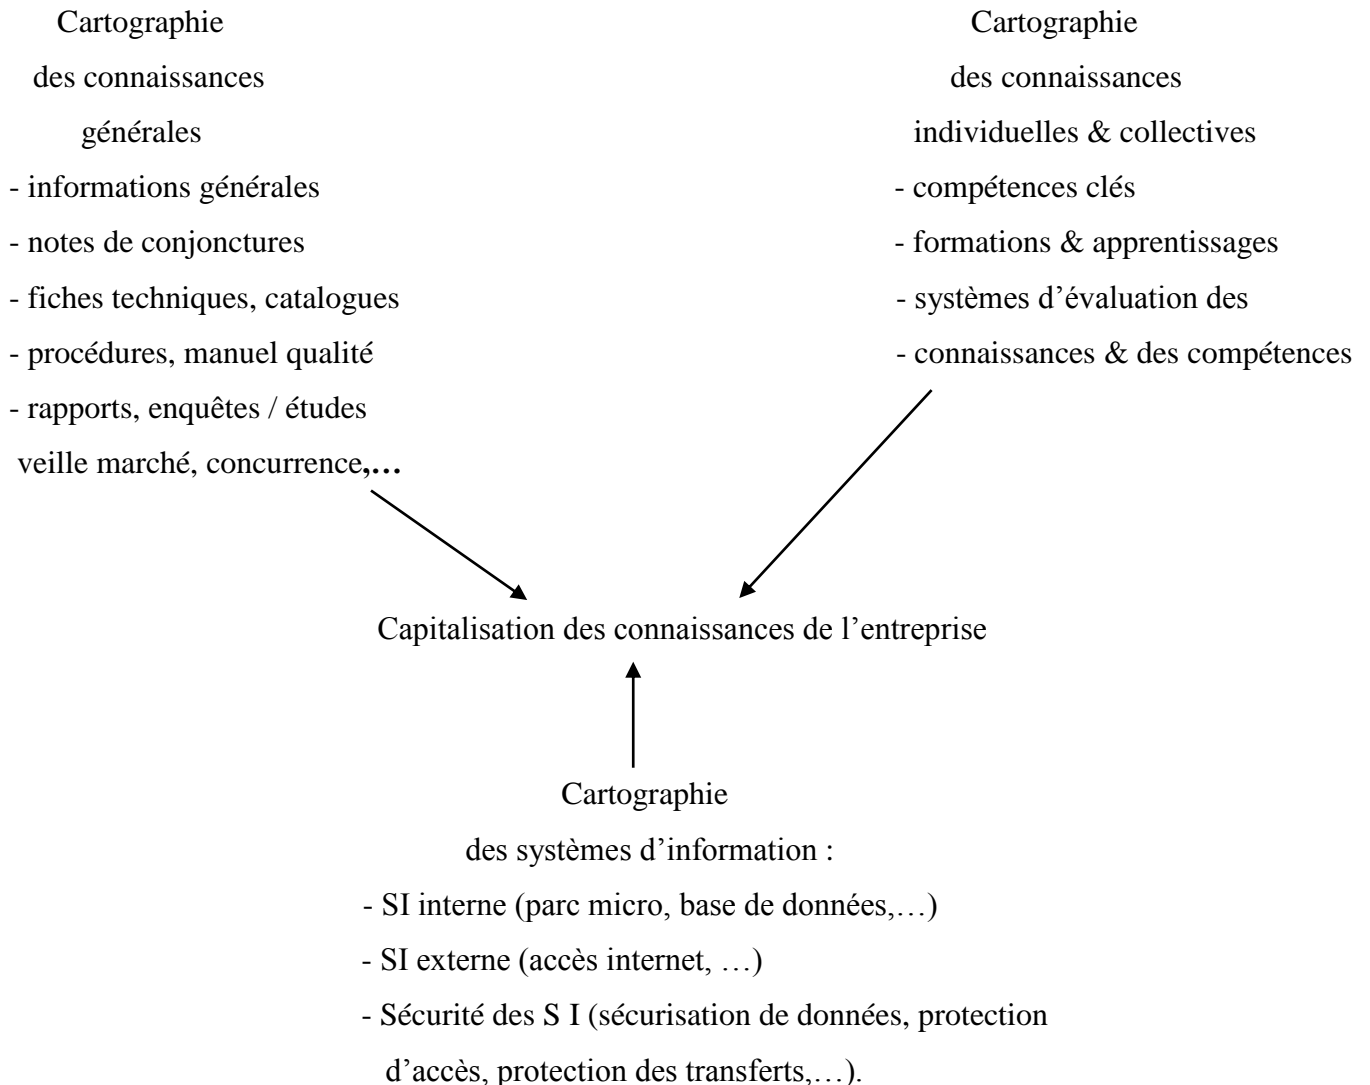 Cartographie
des connaissances
générales
- informations générales
- notes de conjonctures
- fiches techniques, catalogues
- procédures, manuel qualité
- rapports, enquêtes / études
veille marché, concurrence,…
Cartographie
des connaissances
individuelles & collectives
- compétences clés
- formations & apprentissages
- systèmes d’évaluation des
- connaissances & des compétences
Capitalisation des connaissances de l’entreprise
Cartographie
des systèmes d’information :
- SI interne (parc micro, base de données,…)
- SI externe (accès internet, …)
- Sécurité des S I (sécurisation de données, protection
d’accès, protection des transferts,…).